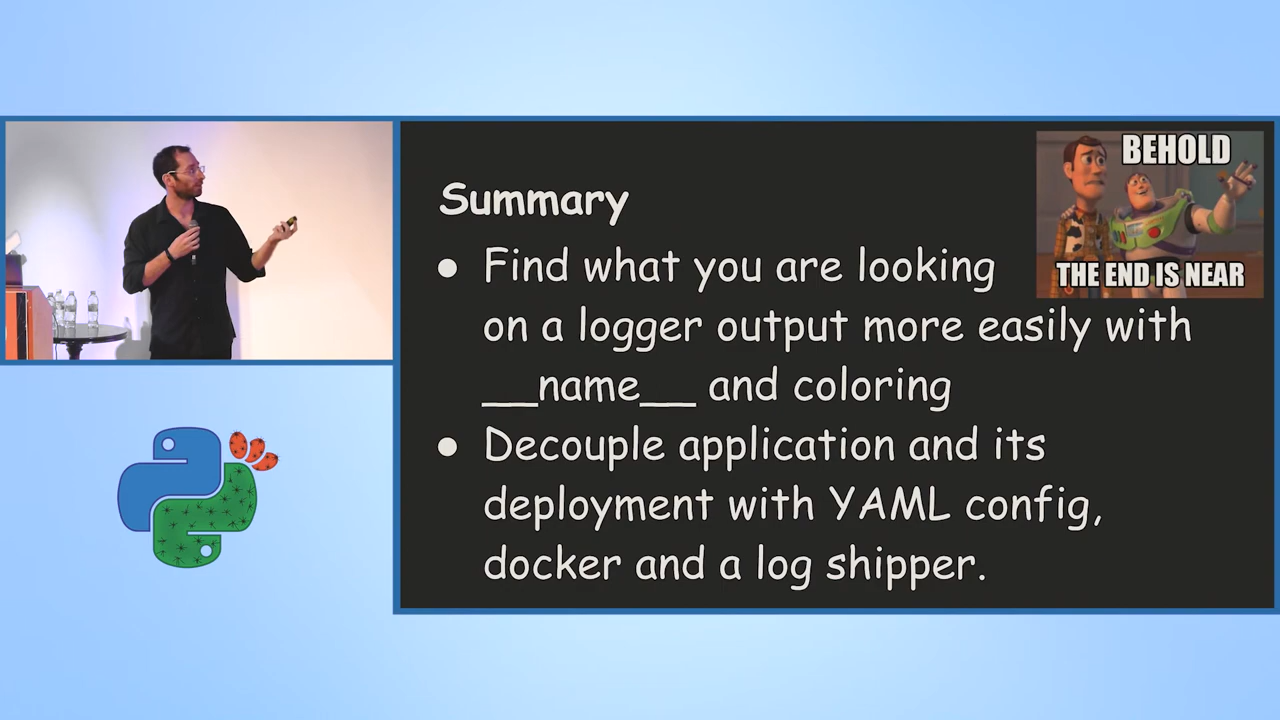 Summary
● Find what you are looking
on a logger output more easily with
__name__ and coloring
● Decouple application and its
deployment with YAML config,
docker and a log shipper.
BEHOLD
THE END IS NEAR